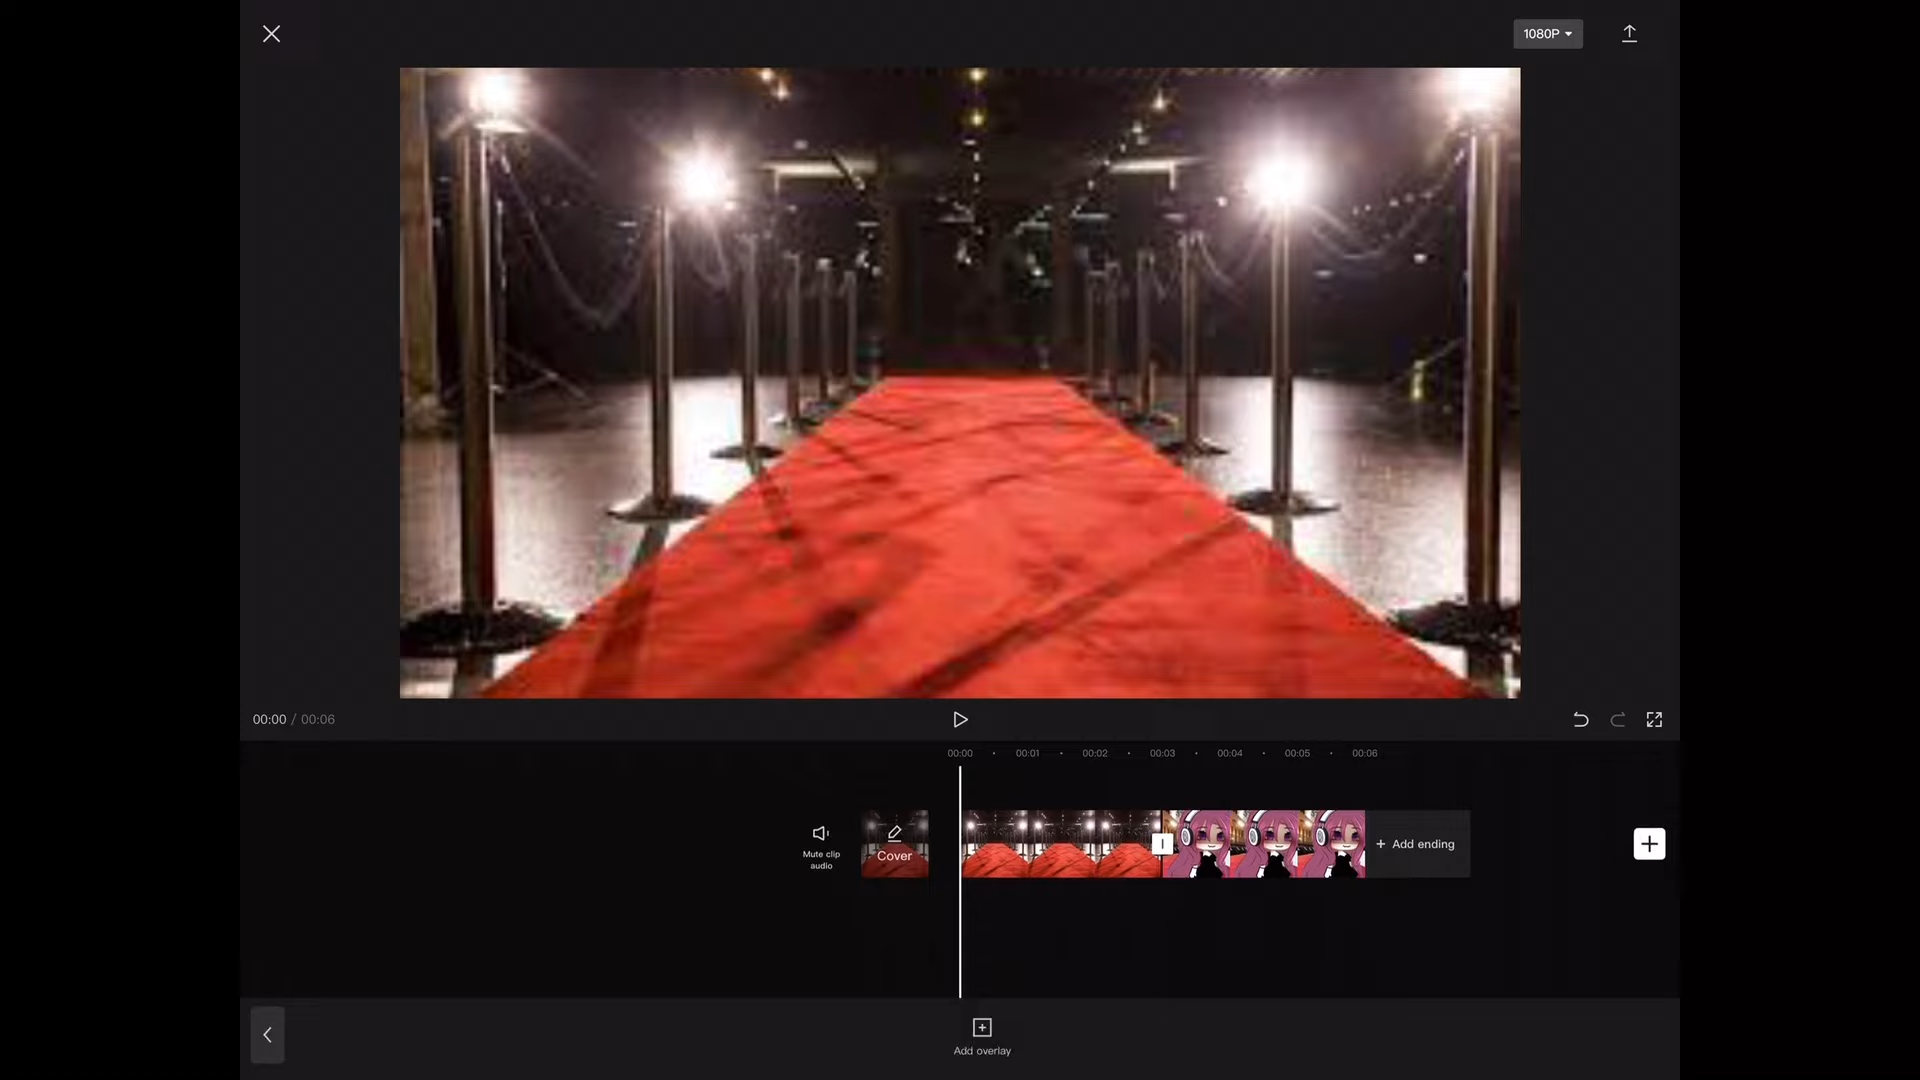 1080P
00:00 / 00:06
00:00 00:01 00:02 00:03 00:04 00:05 00:06
Mute clip
audio
Cover
+ Add ending
Add overlay